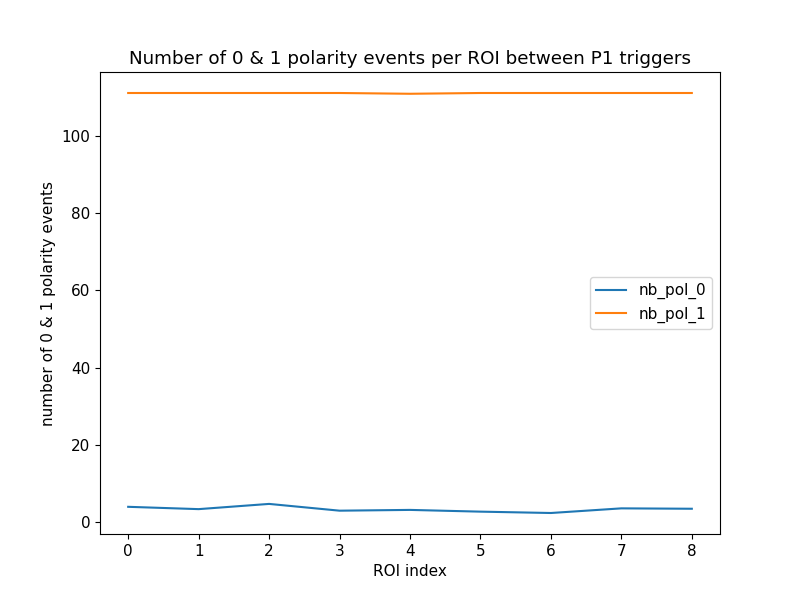 Number of 0 & 1 polarity events per ROI between P1 triggers
number of 0 & 1 polarity events
100
80
60
40
20
0
nb_pol_0
nb_pol_1
0 1 2 3 4 5 6 7 8
ROI index